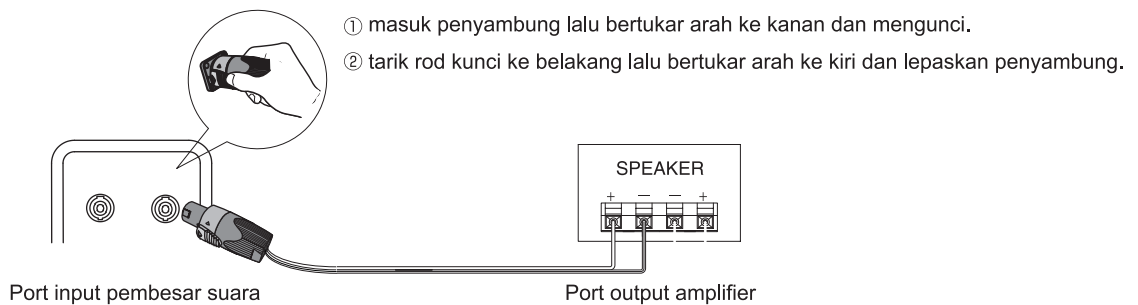 ① masuk penyambung lalu bertukar arah ke kanan dan mengunci.
② tarik rod kunci ke belakang lalu bertukar arah ke kiri dan lepaskan penyambung.
SPEAKER
+ — — +
Port input pembesar suara
Port output amplifier